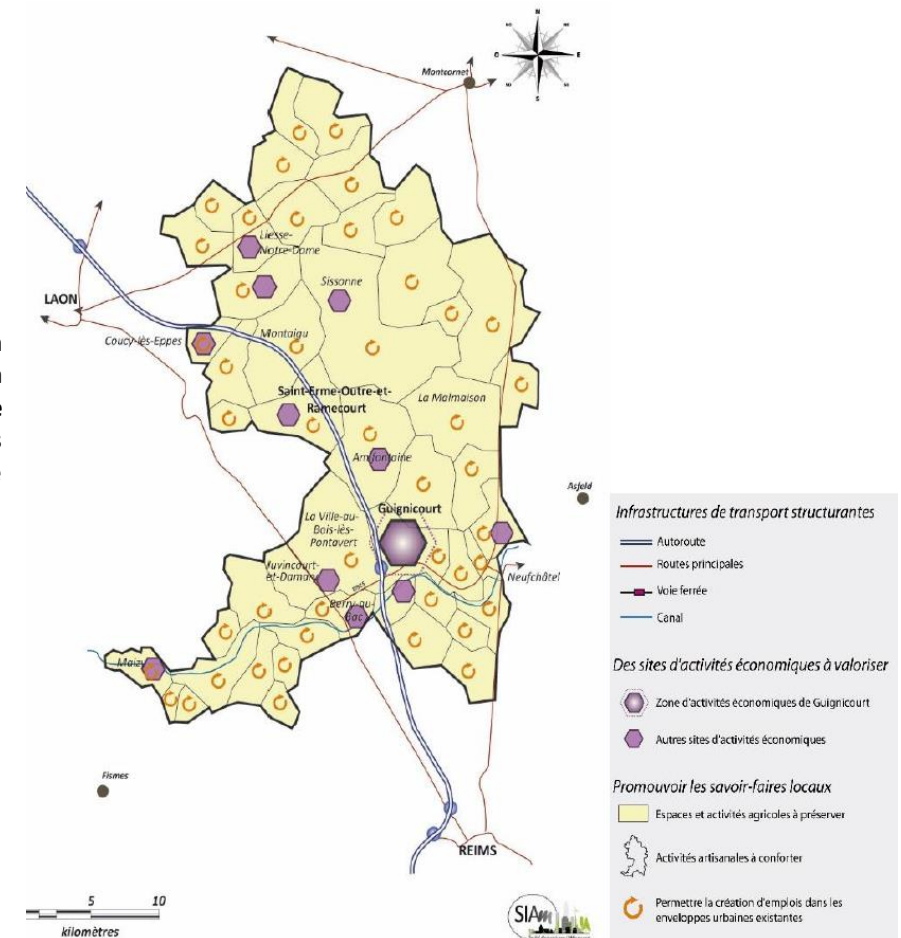 N
O
E
S
Montcornet
Liesse-
Notre-Dame
Sissonne
LAON
Coucy-lès-Eppes
Montaigu
Saint-Erme-Outre-et-
Ramecourt
La Malmaison
Amifontaine
Asfeld
Guignicourt
La Ville-au-
Bois-lès-
Pontavert
Juvincourt-
et-Damary
Neufchâtel
Berry-au-
Bac
Maizy
Fismes
REIMS
5 10
kilomètres
SIAm
Infrastructures de transport structurantes
Autoroute
Routes principales
Voie ferrée
Canal
Des sites d'activités économiques à valoriser
Zone d'activités économiques de Guignicourt
Autres sites d'activités économiques
Promouvoir les savoir-faires locaux
Espaces et activités agricoles à préserver
Activités artisanales à conforter
Permettre la création d'emplois dans les
enveloppes urbaines existantes